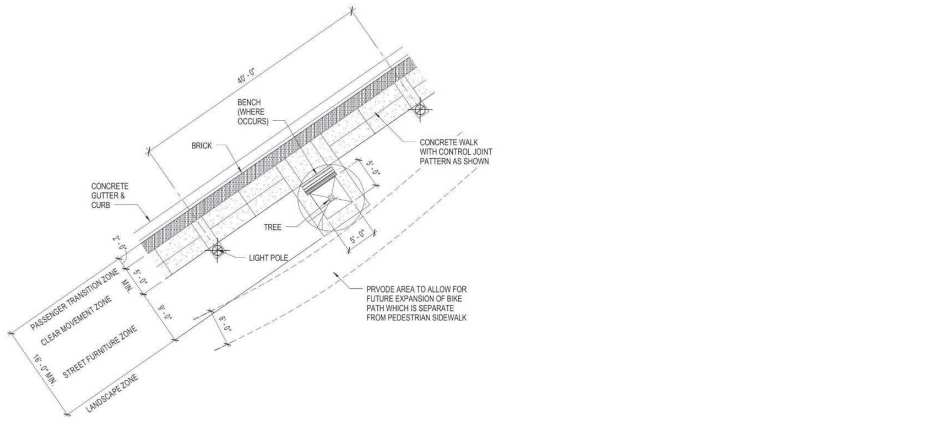 40' -0"
BENCH
(WHERE
OCCURS)
BRICK
CONCRETE WALK
WITH CONTROL JOINT
PATTERN AS SHOWN
5' -0"
CONCRETE
GUTTER &
CURB
TREE
5' -0"
LIGHT POLE
2' -0"
5' -0"
MIN.
9' -0"
6' -0"
PRVODE AREA TO ALLOW FOR
FUTURE EXPANSION OF BIKE
PATH WHICH IS SEPARATE
FROM PEDESTRIAN SIDEWALK
PASSENGER TRANSITION ZONE
CLEAR MOVEMENT ZONE
STREET FURNITURE ZONE
16' -0" MIN.
LANDSCAPE ZONE